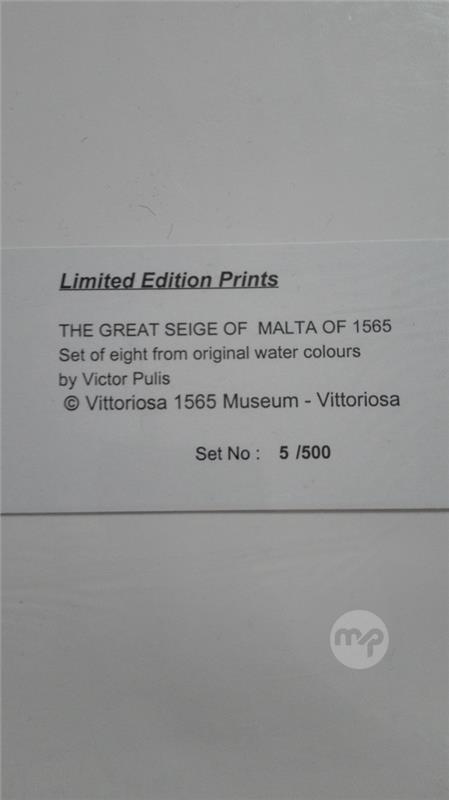 Limited Edition Prints
THE GREAT SEIGE OF MALTA OF 1565
Set of eight from original water colours
by Victor Pulis
© Vittoriosa 1565 Museum - Vittoriosa
Set No : 5 /500
mp